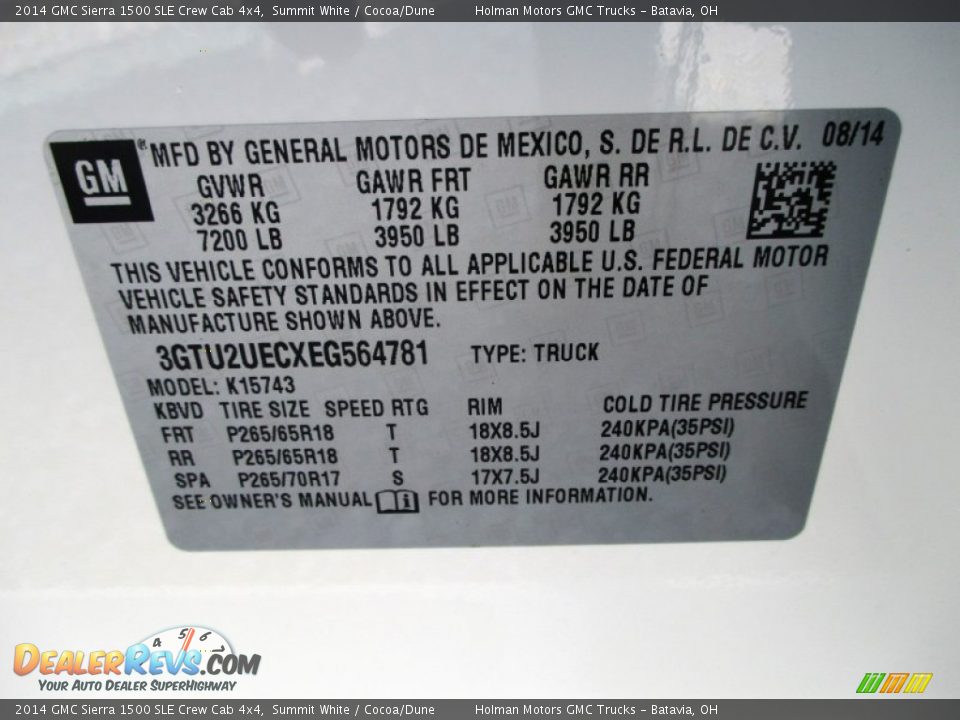 2014 GMC Sierra 1500 SLE Crew Cab 4x4, Summit White / Cocoa/Dune Holman Motors GMC Trucks - Batavia, OH
GM ® MFD BY GENERAL MOTORS DE MEXICO, S. DE R.L. DE C.V. 08/14
GVWR GAWR FRT GAWR RR
3266 KG 1792 KG 1792 KG
7200 LB 3950 LB 3950 LB
THIS VEHICLE CONFORMS TO ALL APPLICABLE U.S. FEDERAL MOTOR
VEHICLE SAFETY STANDARDS IN EFFECT ON THE DATE OF
MANUFACTURE SHOWN ABOVE.
3GTU2UECXEG564781 TYPE: TRUCK
MODEL: K15743
KBVD TIRE SIZE SPEED RTG RIM COLD TIRE PRESSURE
FRT P265/65R18 T 18X8.5J 240KPA(35PSI)
RR P265/65R18 T 18X8.5J 240KPA(35PSI)
SPA P265/70R17 S 17X7.5J 240KPA(35PSI)
SEE OWNER'S MANUAL FOR MORE INFORMATION.
4 5 6
DEALERREVS.COM
YOUR AUTO DEALER SUPERHIGHWAY
2014 GMC Sierra 1500 SLE Crew Cab 4x4, Summit White / Cocoa/Dune Holman Motors GMC Trucks - Batavia, OH